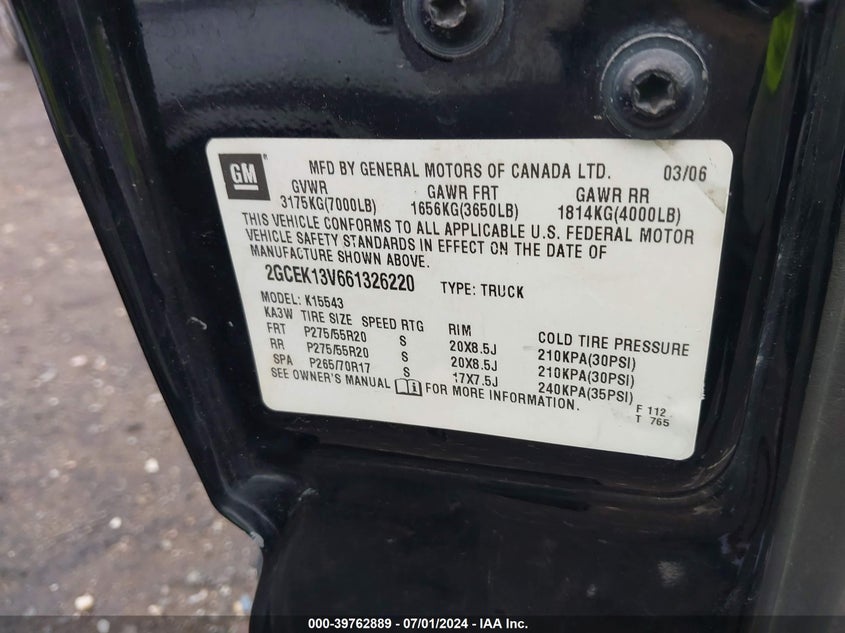 GM
MFD BY GENERAL MOTORS OF CANADA LTD. 03/06
GVWR GAWR FRT GAWR RR
3175KG(7000LB) 1656KG(3650LB) 1814KG(4000LB)
THIS VEHICLE CONFORMS TO ALL APPLICABLE U.S. FEDERAL MOTOR
VEHICLE SAFETY STANDARDS IN EFFECT ON THE DATE OF
MANUFACTURE SHOWN ABOVE.
2GCEK13V661326220 TYPE: TRUCK
MODEL: K15543
KA3W TIRE SIZE SPEED RTG RIM COLD TIRE PRESSURE
FRT P275/55R20 S 20X8.5J 210KPA(30PSI)
RR P275/55R20 S 20X8.5J 210KPA(30PSI)
SPA P265/70R17 S 17X7.5J 240KPA(35PSI)
SEE OWNER'S MANUAL FOR MORE INFORMATION.
F 112
T 765
000-39762889 - 07/01/2024 - IAA Inc.